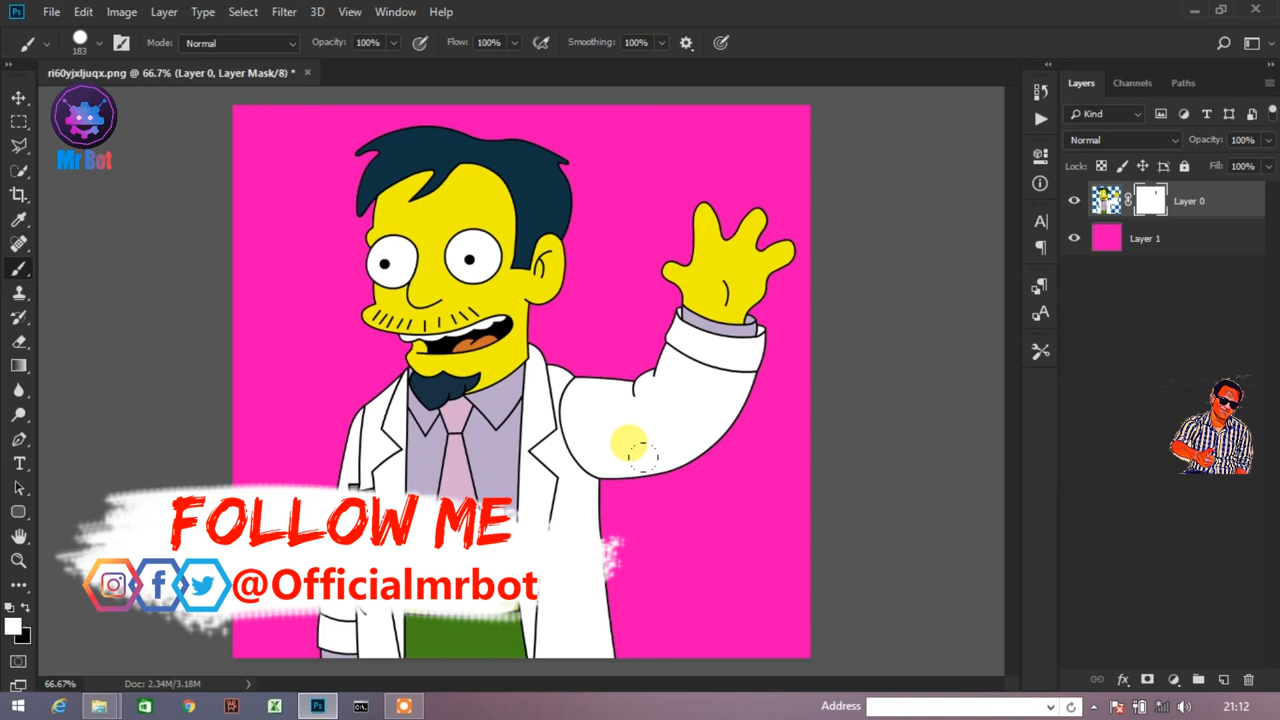 File Edit Image Layer Type Select Filter 3D View Window Help
183 Mode: Normal Opacity: 100% Flow: 100% Smoothing: 100%
ri60yjxljuqx.png @ 66.7% (Layer 0, Layer Mask/8) *
Mr Bot
Layers Channels Paths
Kind
Normal Opacity: 100%
Lock: Fill: 100%
Layer 0
Layer 1
FOLLOW ME
@Officialmrbot
66.67% Doc: 2.34M/3.18M
Address 21:12